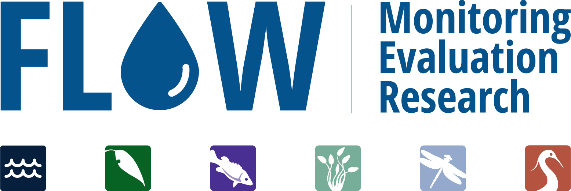 FLOW
Monitoring
Evaluation
Research